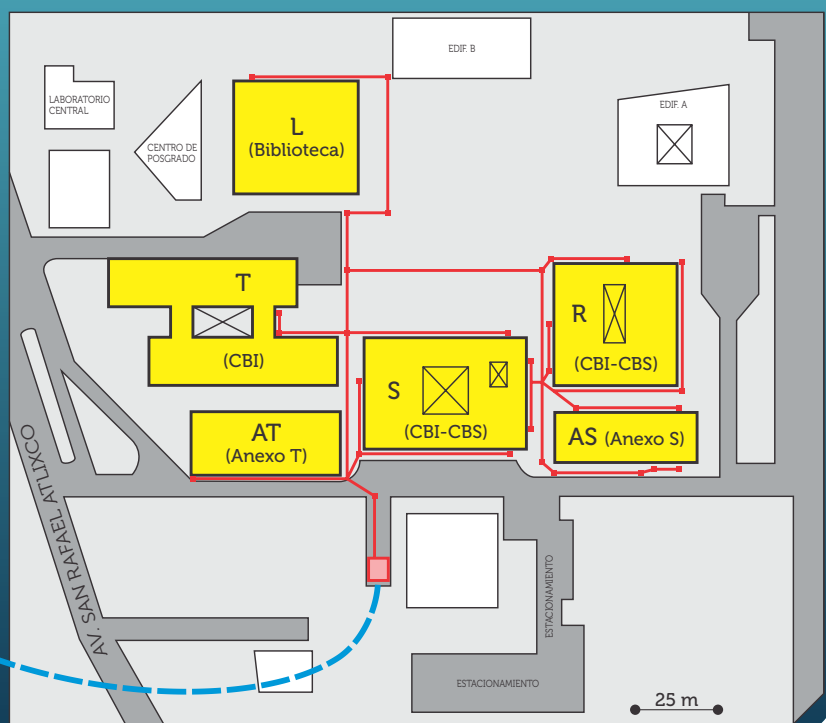 EDIF. B
LABORATORIO
CENTRAL
CENTRO DE
POSGRADO
L
(Biblioteca)
EDIF. A
T
(CBI)
R
(CBI-CBS)
S
(CBI-CBS)
AT
(Anexo T)
AS (Anexo S)
AV. SAN RAFAEL ATLIXCO
ESTACIONAMIENTO
ESTACIONAMIENTO
25 m